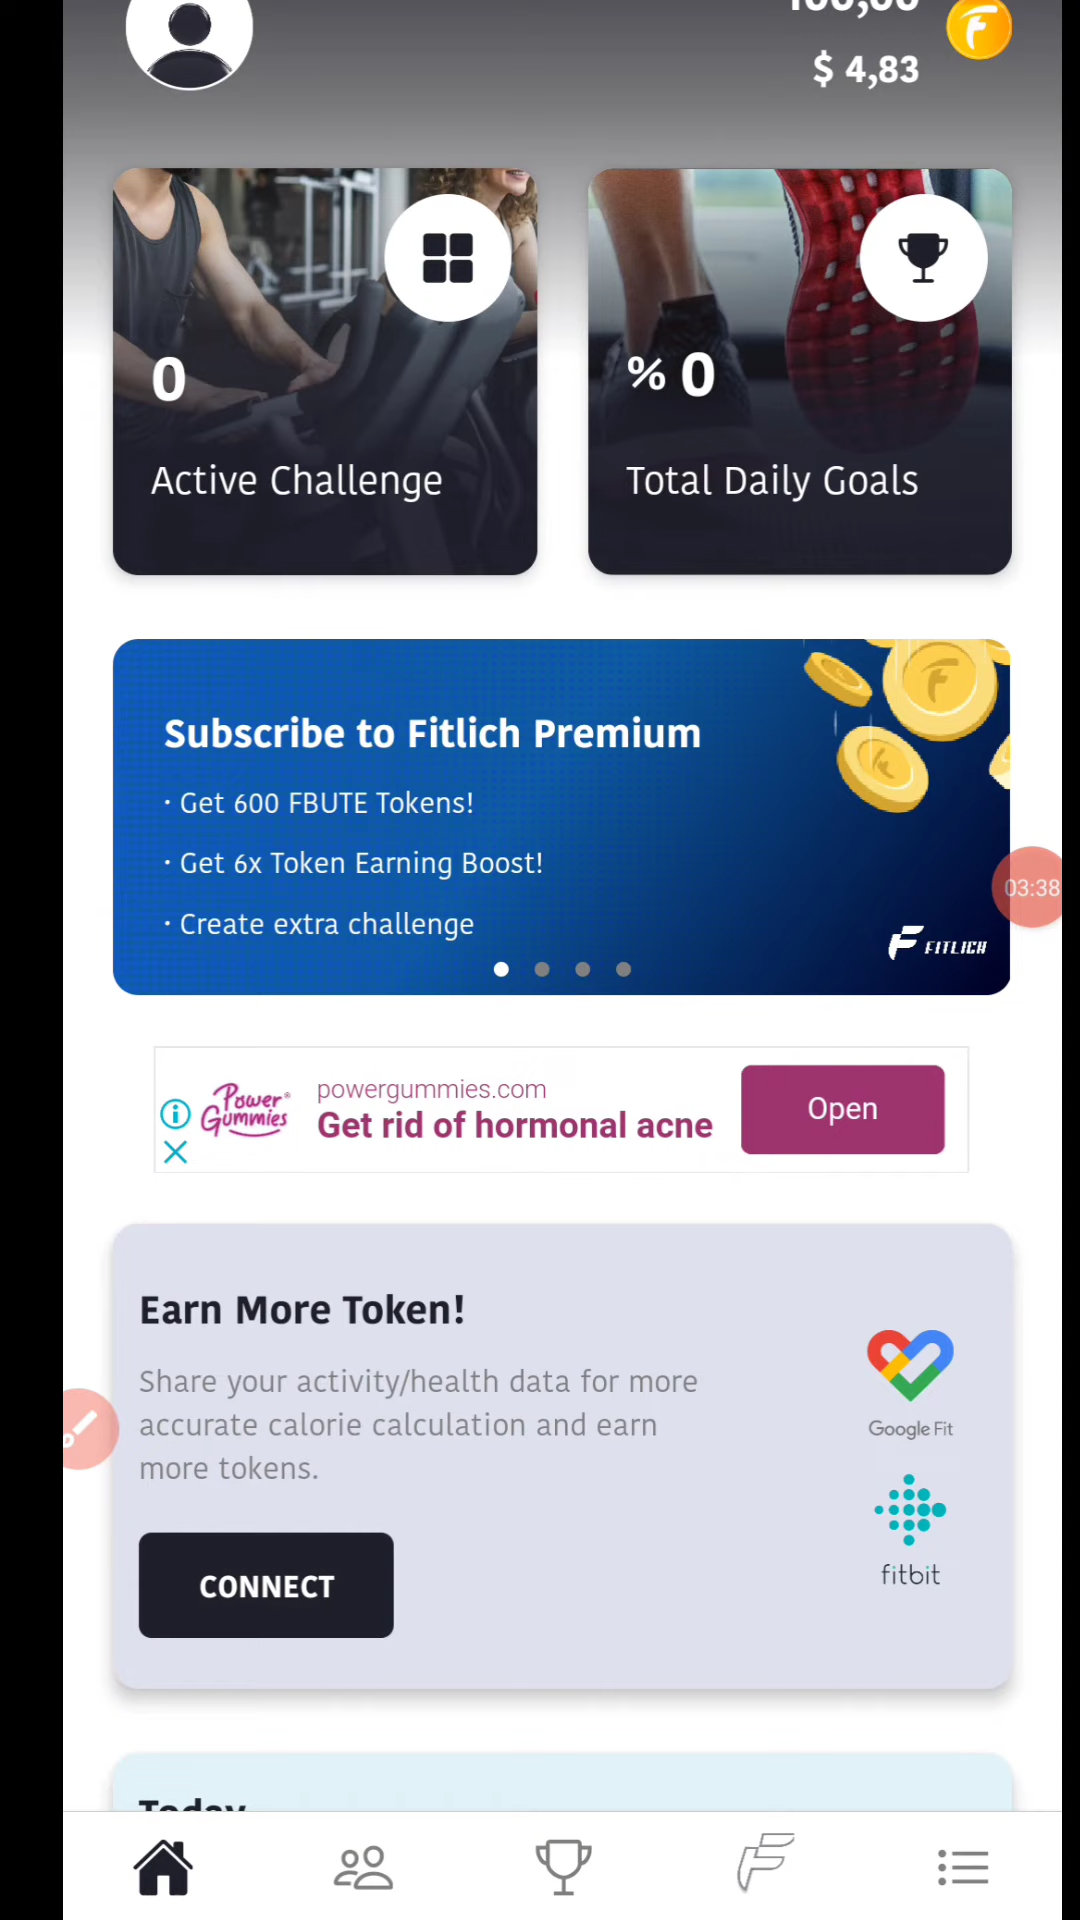 $ 4,83
0
% 0
Active Challenge
Total Daily Goals
Subscribe to Fitlich Premium
· Get 600 FBUTE Tokens!
· Get 6x Token Earning Boost!
· Create extra challenge
FITLICH
03:38
Power Gummies®
powergummies.com
Get rid of hormonal acne
Open
Earn More Token!
Share your activity/health data for more
accurate calorie calculation and earn
more tokens.
Google Fit
fitbit
CONNECT
Today